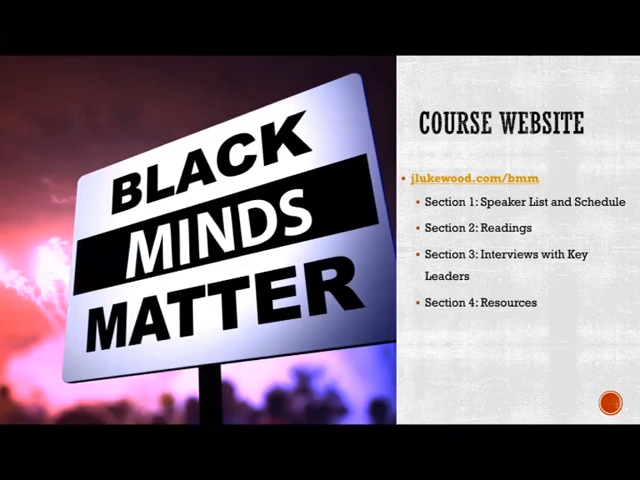 BLACK
MINDS
MATTER
COURSE WEBSITE
jlukewood.com/bmm
Section 1: Speaker List and Schedule
Section 2: Readings
Section 3: Interviews with Key
Leaders
Section 4: Resources